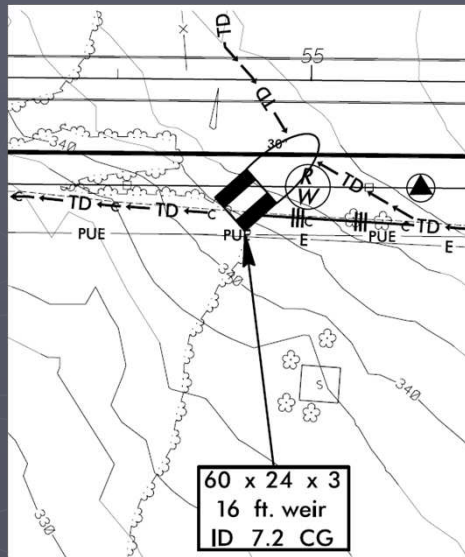 TD
55
TD
30'
340
R
W
TD
C TD C TD C
C
C TD
PUE
PUE
E
PUE
E
340
340
S
330
330
60 x 24 x 3
16 ft. weir
ID 7.2 CG